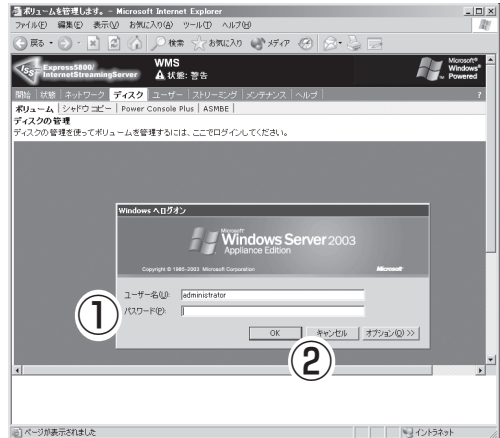 ボリュームを管理します。 - Microsoft Internet Explorer
ファイル(F) 編集(E) 表示(V) お気に入り(A) ツール(T) ヘルプ(H)
戻る 検索 お気に入り メディア
ISS Express5800/ InternetStreamingServer
WMS
状態: 警告
Microsoft® Windows® Powered
開始 状態 ネットワーク ディスク ユーザー ストリーミング メンテナンス ヘルプ ?
ボリューム シャドウ コピー Power Console Plus ASMBE
ディスクの管理
ディスクの管理を使ってボリュームを管理するには、ここでログインしてください。
Windows へログオン
Microsoft
Windows Server 2003
Appliance Edition
Copyright © 1985-2003 Microsoft Corporation Microsoft
ユーザー名(U): administrator
① パスワード(P):
OK キャンセル オプション(O) >>
②
ページが表示されました イントラネット